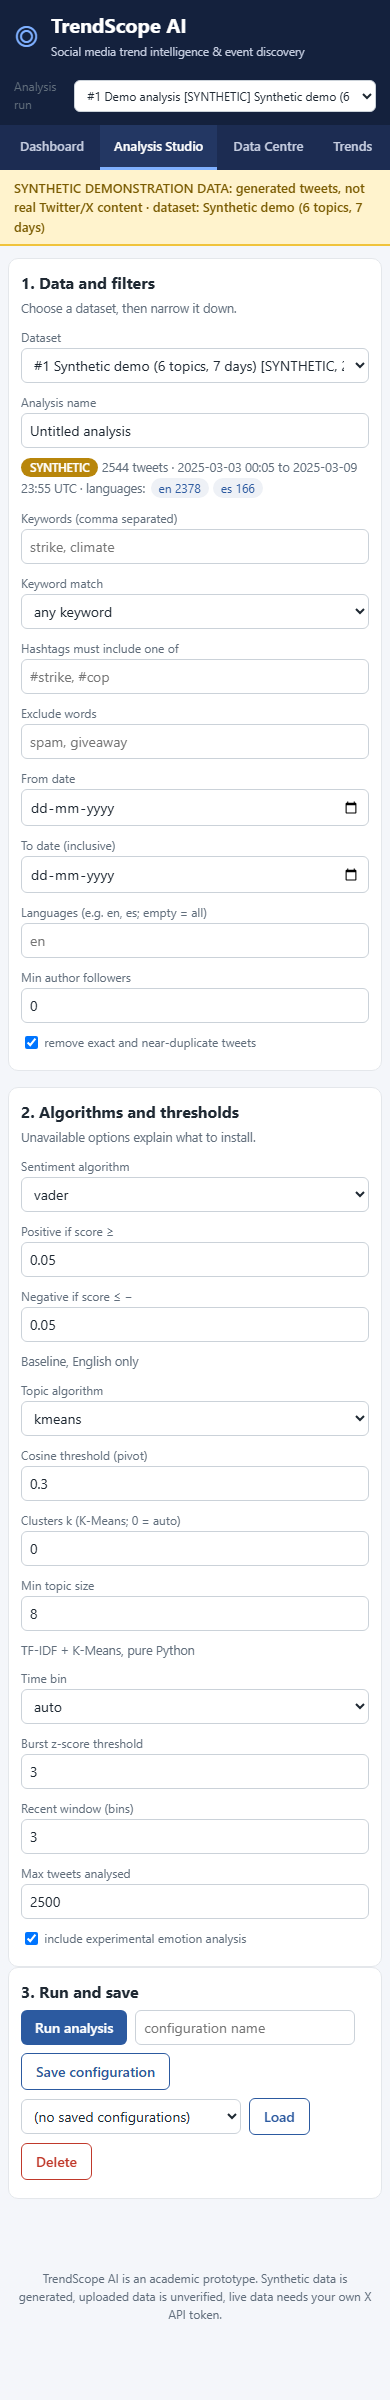 TrendScope AI
Social media trend intelligence & event discovery
Analysis
run
#1 Demo analysis [SYNTHETIC] Synthetic demo (6
Dashboard
Analysis Studio
Data Centre
Trends
SYNTHETIC DEMONSTRATION DATA: generated tweets, not
real Twitter/X content · dataset: Synthetic demo (6 topics, 7
days)
1. Data and filters
Choose a dataset, then narrow it down.
Dataset
#1 Synthetic demo (6 topics, 7 days) [SYNTHETIC,
Analysis name
Untitled analysis
SYNTHETIC 2544 tweets · 2025-03-03 00:05 to 2025-03-09
23:55 UTC · languages: en 2378 es 166
Keywords (comma separated)
strike, climate
Keyword match
any keyword
Hashtags must include one of
#strike, #cop
Exclude words
spam, giveaway
From date
dd-mm-yyyy
To date (inclusive)
dd-mm-yyyy
Languages (e.g. en, es; empty = all)
en
Min author followers
0
remove exact and near-duplicate tweets
2. Algorithms and thresholds
Unavailable options explain what to install.
Sentiment algorithm
vader
Positive if score ≥
0.05
Negative if score ≤ −
0.05
Baseline, English only
Topic algorithm
kmeans
Cosine threshold (pivot)
0.3
Clusters k (K-Means; 0 = auto)
0
Min topic size
8
TF-IDF + K-Means, pure Python
Time bin
auto
Burst z-score threshold
3
Recent window (bins)
3
Max tweets analysed
2500
include experimental emotion analysis
3. Run and save
Run analysis
configuration name
Save configuration
(no saved configurations)
Load
Delete
TrendScope AI is an academic prototype. Synthetic data is
generated, uploaded data is unverified, live data needs your own X
API token.